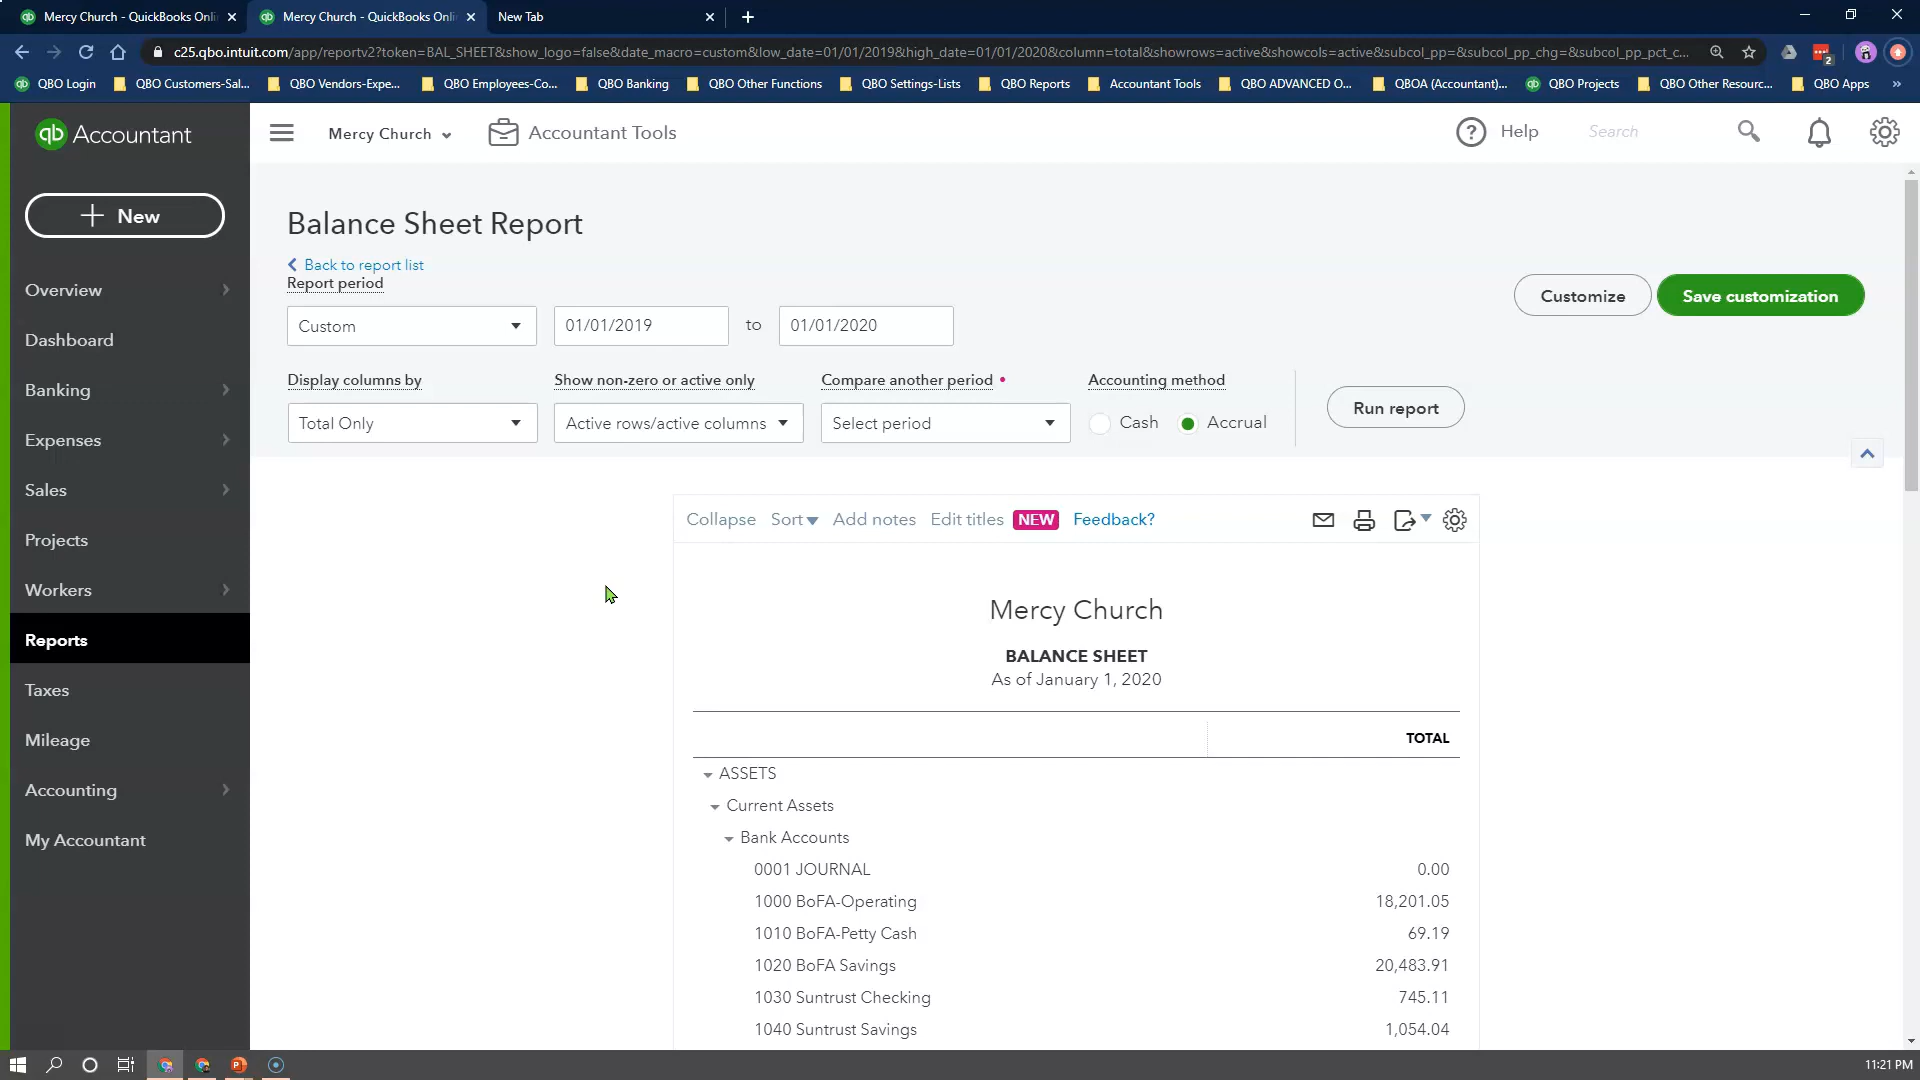 Mercy Church - QuickBooks Onli
Mercy Church - QuickBooks Onli
New Tab
c25.qbo.intuit.com/app/reportv2?token=BAL_SHEET&show_logo=false&date_macro=custom&low_date=01/01/2019&high_date=01/01/2020&column=total&showrows=active&showcols=active&subcol_pp=&subcol_pp_chg=&subcol_pp_pct_c...
2
QBO Login
QBO Customers-Sal...
QBO Vendors-Expe...
QBO Employees-Co...
QBO Banking
QBO Other Functions
QBO Settings-Lists
QBO Reports
Accountant Tools
QBO ADVANCED O...
QBOA (Accountant)...
QBO Projects
QBO Other Resourc...
QBO Apps
»
qb Accountant
Mercy Church
Accountant Tools
? Help
Search
+ New
Overview
Dashboard
Banking
Expenses
Sales
Projects
Workers
Reports
Taxes
Mileage
Accounting
My Accountant
Balance Sheet Report
Back to report list
Report period
Custom
01/01/2019
to
01/01/2020
Customize
Save customization
Display columns by
Show non-zero or active only
Compare another period
Accounting method
Total Only
Active rows/active columns
Select period
Cash
Accrual
Run report
Collapse
Sort
Add notes
Edit titles
NEW
Feedback?
Mercy Church
BALANCE SHEET
As of January 1, 2020
TOTAL
ASSETS
Current Assets
Bank Accounts
0001 JOURNAL 0.00
1000 BoFA-Operating 18,201.05
1010 BoFA-Petty Cash 69.19
1020 BoFA Savings 20,483.91
1030 Suntrust Checking 745.11
1040 Suntrust Savings 1,054.04
P
11:21 PM